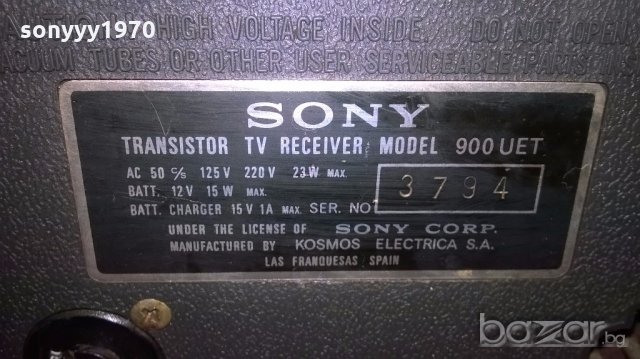 sonyyy1970
HIGH VOLTAGE INSIDE. DO NOT OPEN
VACUUM TUBES OR OTHER USER SERVICEABLE PARTS
SONY
TRANSISTOR TV RECEIVER MODEL 900 UET
AC 50 c/s 125 V 220 V 23 W MAX.
BATT. 12 V 15 W MAX.
BATT. CHARGER 15 V 1 A MAX. SER. NO 3794
UNDER THE LICENSE OF SONY CORP.
MANUFACTURED BY KOSMOS ELECTRICA S.A.
LAS FRANQUESAS SPAIN
bazar.bg